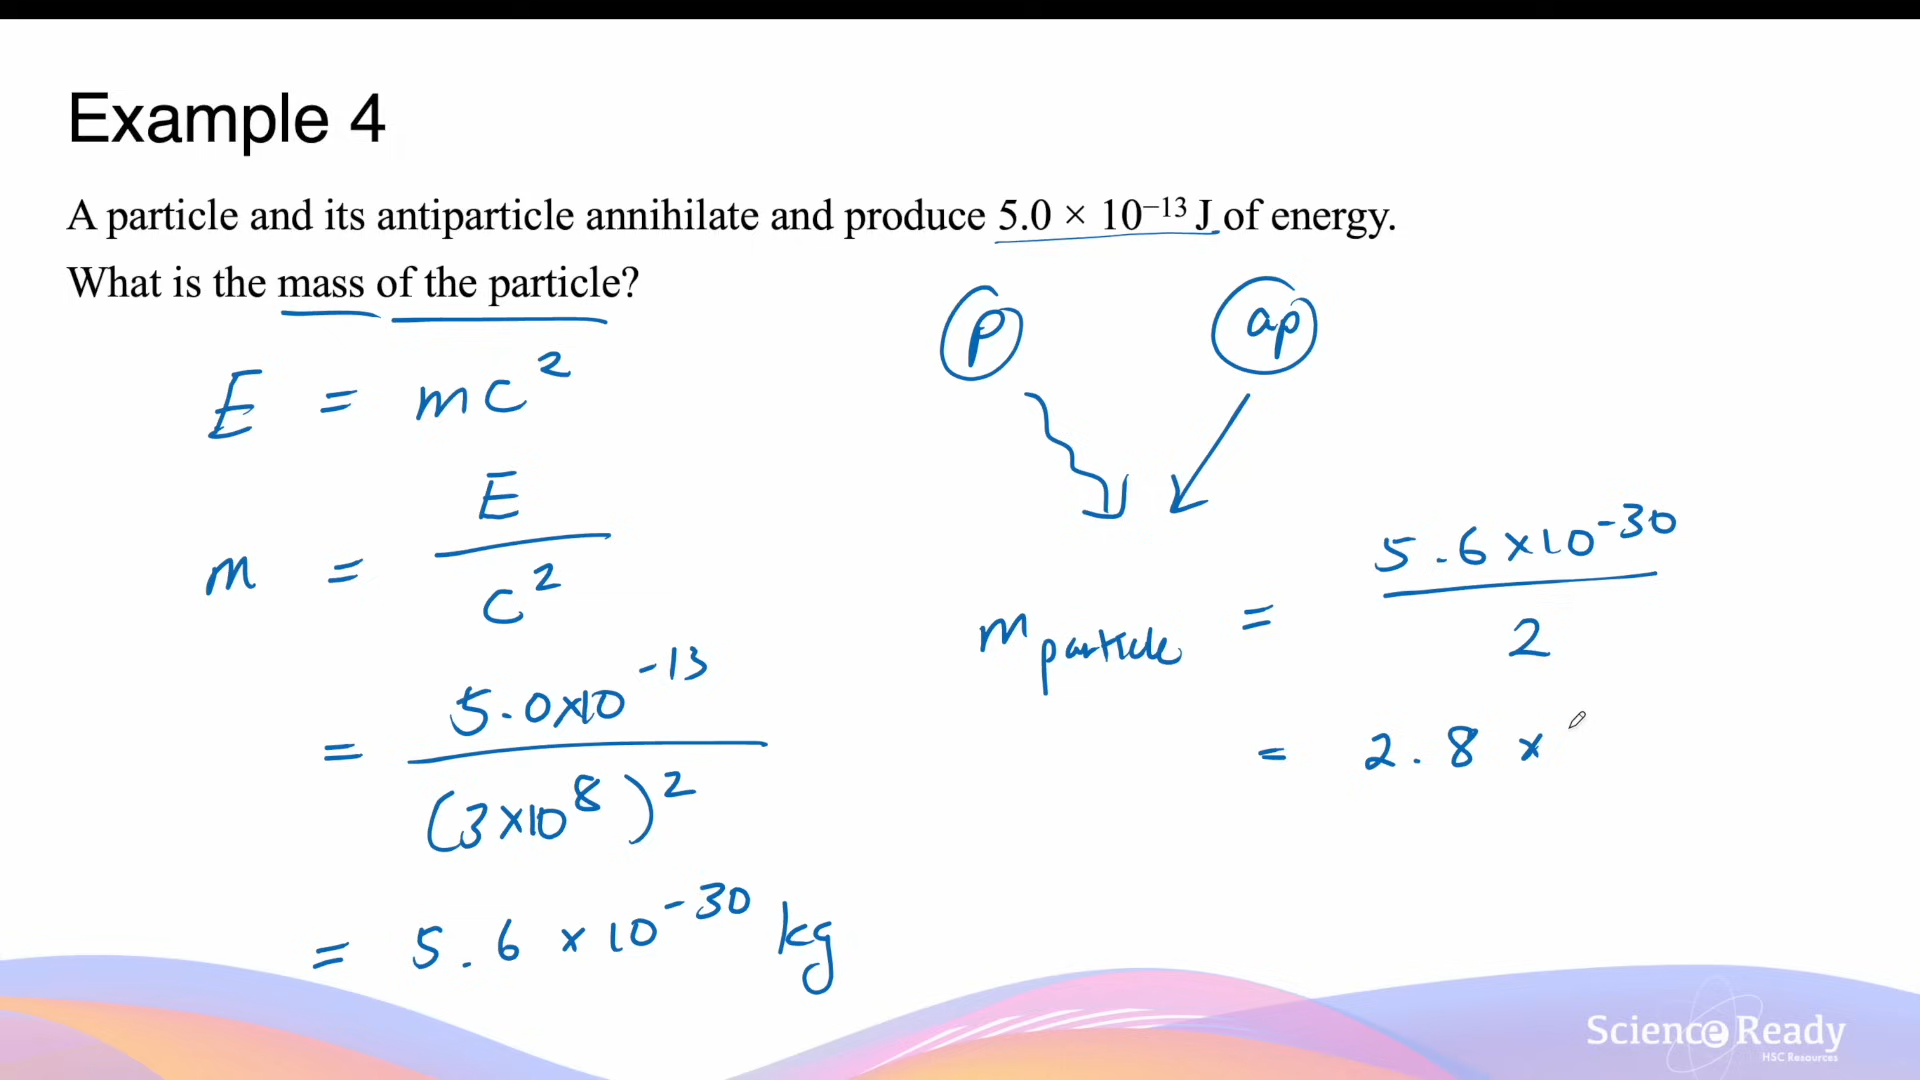 Example 4
A particle and its antiparticle annihilate and produce 5.0 × 10⁻¹³ J of energy.
What is the mass of the particle?
E = mc²
m = E / c²
= 5.0×10⁻¹³ / (3×10⁸)²
= 5.6 × 10⁻³⁰ kg
p ap
m particle = 5.6×10⁻³⁰ / 2
= 2.8 ×
Science Ready
HSC Resources